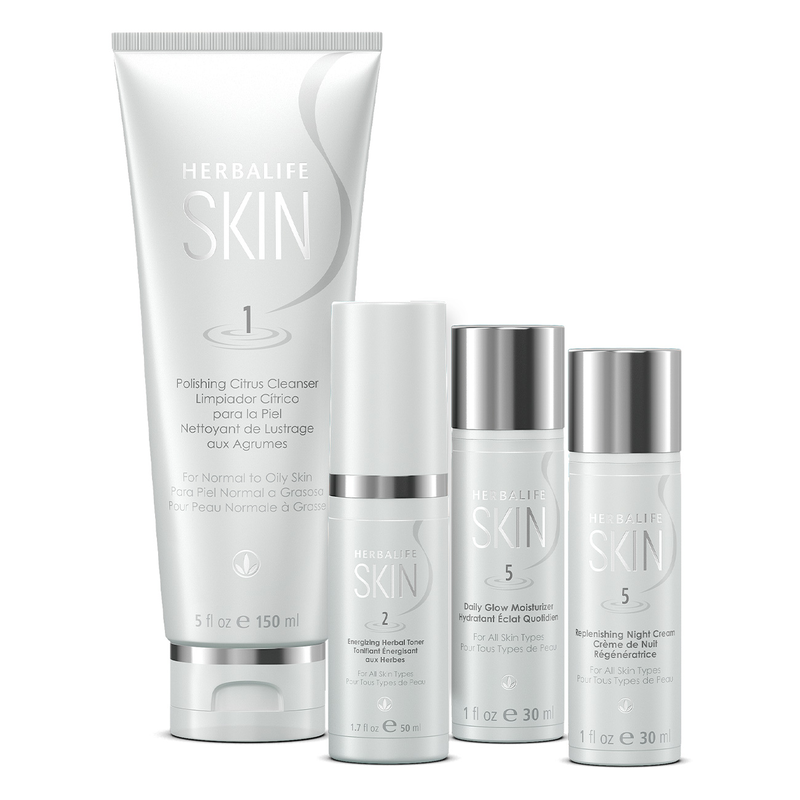 HERBALIFE
SKIN
1
Polishing Citrus Cleanser
Limpiador Cítrico
para la Piel
Nettoyant de Lustrage
aux Agrumes
For Normal to Oily Skin
Para Piel Normal a Grasosa
Pour Peau Normale à Grasse
5 fl oz e 150 ml
HERBALIFE
SKIN
2
Energizing Herbal Toner
Tonifiant Énergisant
aux Herbes
For All Skin Types
Pour Tous Types de Peau
1.7 fl oz e 50 ml
HERBALIFE
SKIN
5
Daily Glow Moisturizer
Hydratant Éclat Quotidien
For All Skin Types
Pour Tous Types de Peau
1 fl oz e 30 ml
HERBALIFE
SKIN
5
Replenishing Night Cream
Crème de Nuit
Régénératrice
For All Skin Types
Pour Tous Types de Peau
1 fl oz e 30 ml